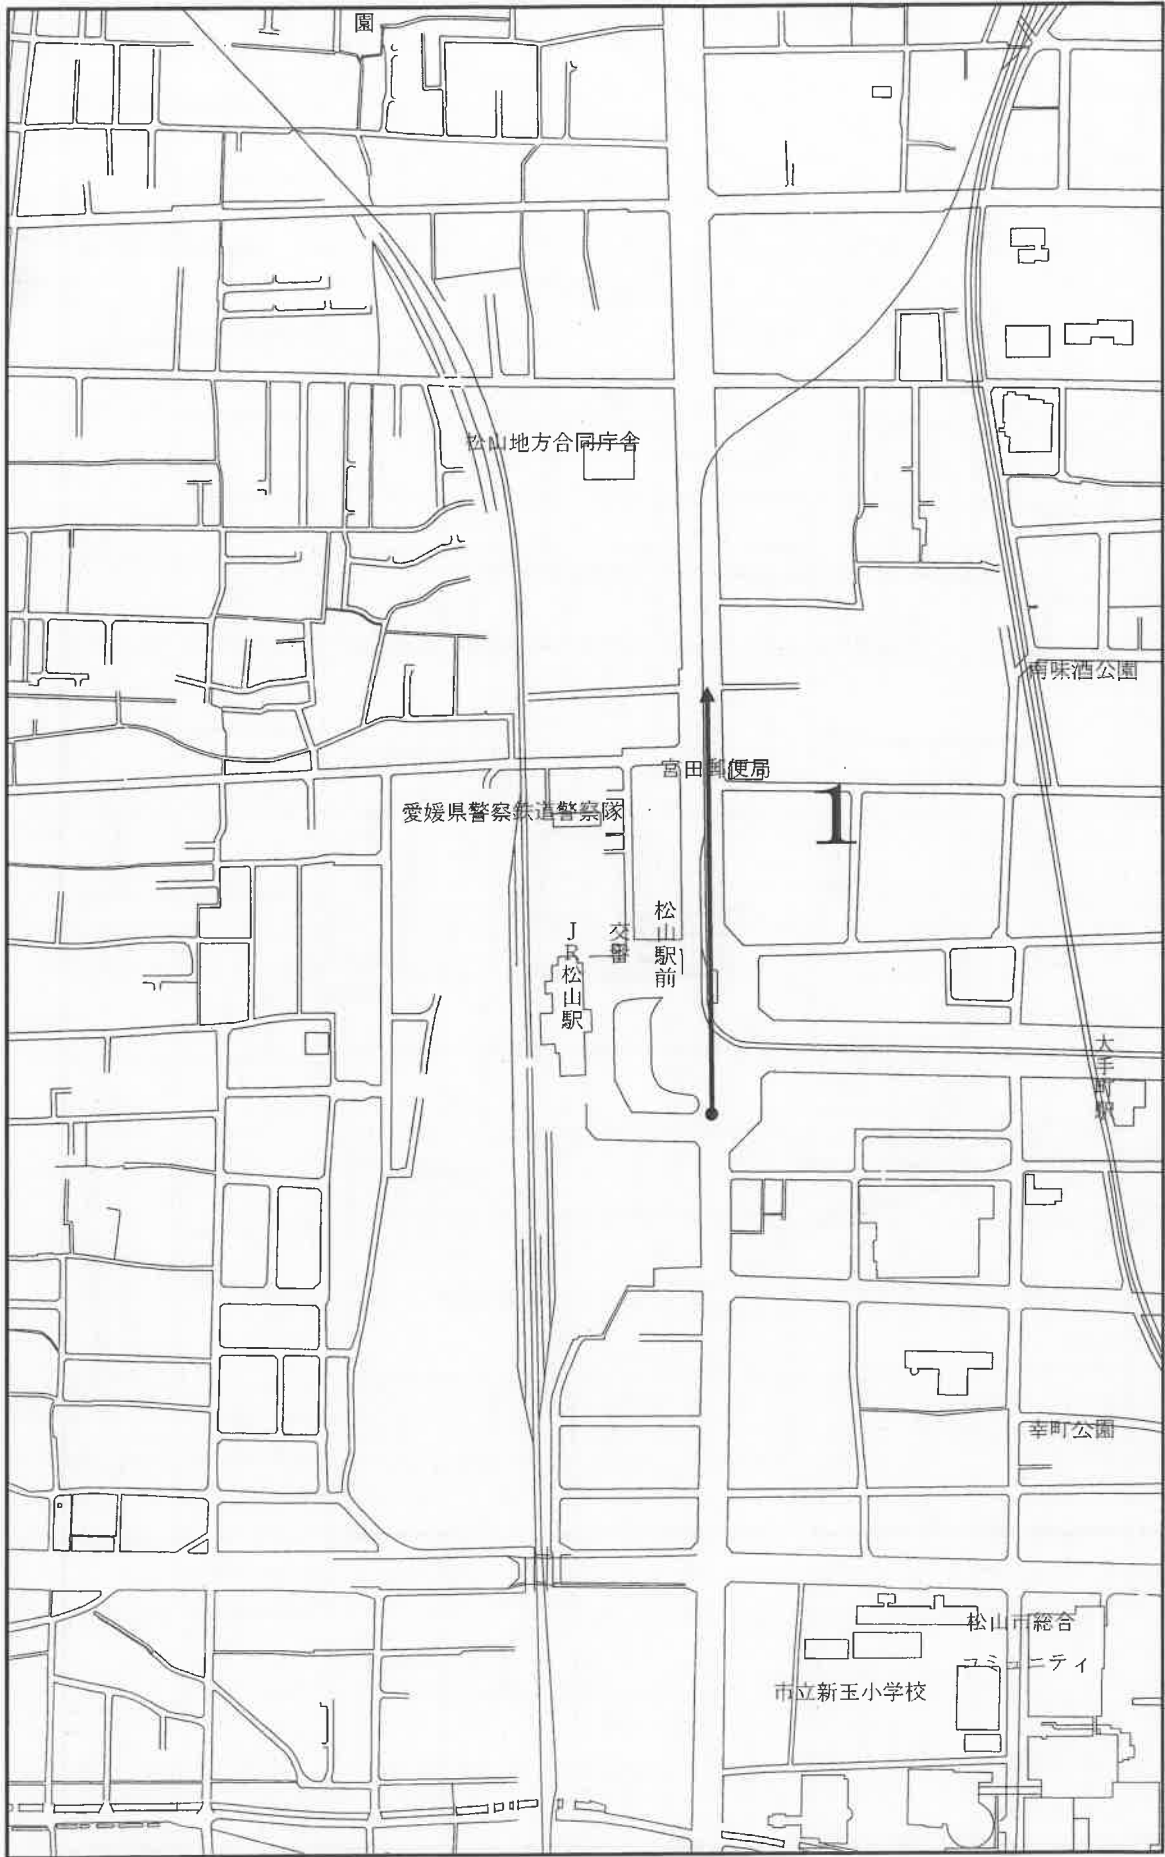 園
松山地方合同庁舎
南味酒公園
宮田郵便局
1
愛媛県警察鉄道警察隊
松山駅前
交番
JR松山駅
大手町駅
幸町公園
松山市総合
コミュニティ
市立新玉小学校